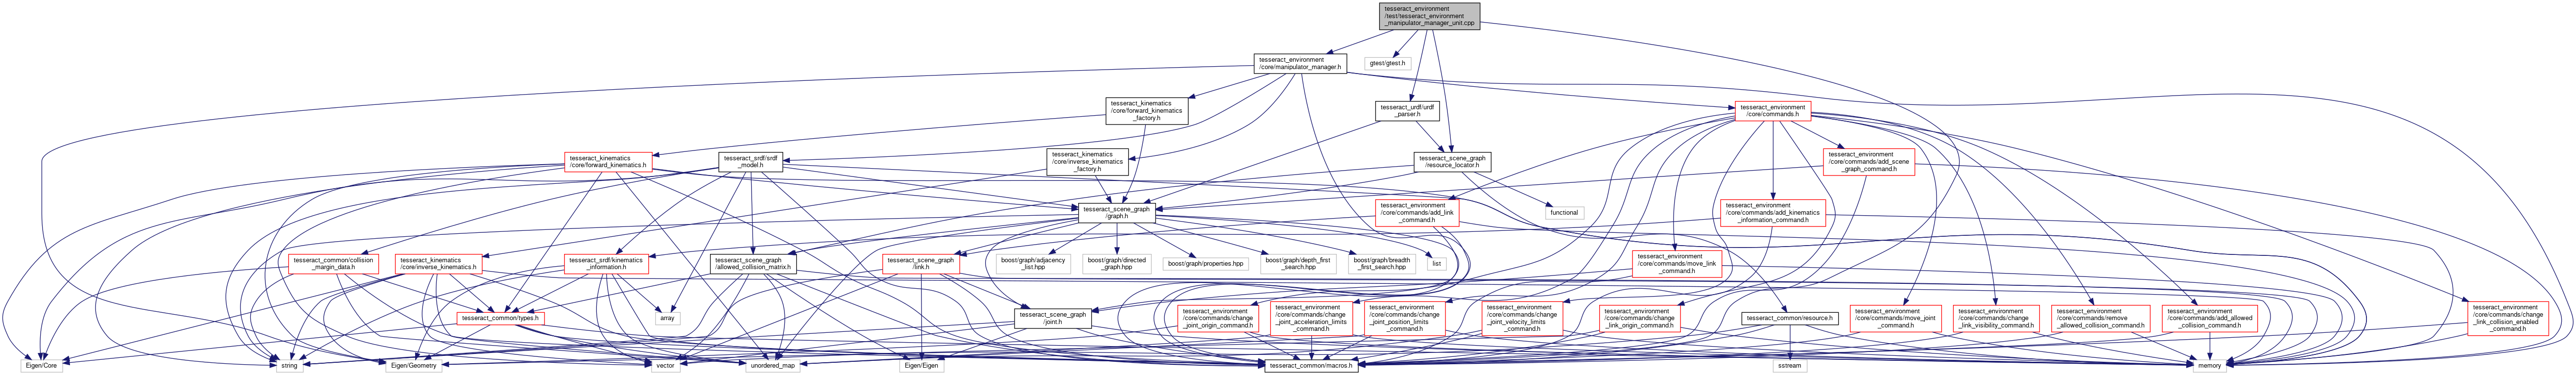 tesseract_environment
/test/tesseract_environment
_manipulator_manager_unit.cpp
tesseract_environment
/core/manipulator_manager.h
gtest/gtest.h
tesseract_kinematics
/core/forward_kinematics
_factory.h
tesseract_urdf/urdf
_parser.h
tesseract_environment
/core/commands.h
tesseract_kinematics
/core/forward_kinematics.h
tesseract_srdf/srdf
_model.h
tesseract_kinematics
/core/inverse_kinematics
_factory.h
tesseract_scene_graph
/resource_locator.h
tesseract_environment
/core/commands/add_scene
_graph_command.h
tesseract_scene_graph
/graph.h
tesseract_environment
/core/commands/add_link
_command.h
functional
tesseract_environment
/core/commands/add_kinematics
_information_command.h
tesseract_common/collision
_margin_data.h
tesseract_kinematics
/core/inverse_kinematics.h
tesseract_srdf/kinematics
_information.h
tesseract_scene_graph
/allowed_collision_matrix.h
tesseract_scene_graph
/link.h
boost/graph/adjacency
_list.hpp
boost/graph/directed
_graph.hpp
boost/graph/properties.hpp
boost/graph/depth_first
_search.hpp
boost/graph/breadth
_first_search.hpp
list
tesseract_environment
/core/commands/move_link
_command.h
tesseract_common/types.h
array
tesseract_scene_graph
/joint.h
tesseract_environment
/core/commands/change
_joint_origin_command.h
tesseract_environment
/core/commands/change
_joint_acceleration_limits
_command.h
tesseract_environment
/core/commands/change
_joint_position_limits
_command.h
tesseract_environment
/core/commands/change
_joint_velocity_limits
_command.h
tesseract_environment
/core/commands/change
_link_origin_command.h
tesseract_common/resource.h
tesseract_environment
/core/commands/move_joint
_command.h
tesseract_environment
/core/commands/change
_link_visibility_command.h
tesseract_environment
/core/commands/remove
_allowed_collision_command.h
tesseract_environment
/core/commands/add_allowed
_collision_command.h
tesseract_environment
/core/commands/change
_link_collision_enabled
_command.h
Eigen/Core
string
Eigen/Geometry
vector
unordered_map
Eigen/Eigen
tesseract_common/macros.h
sstream
memory